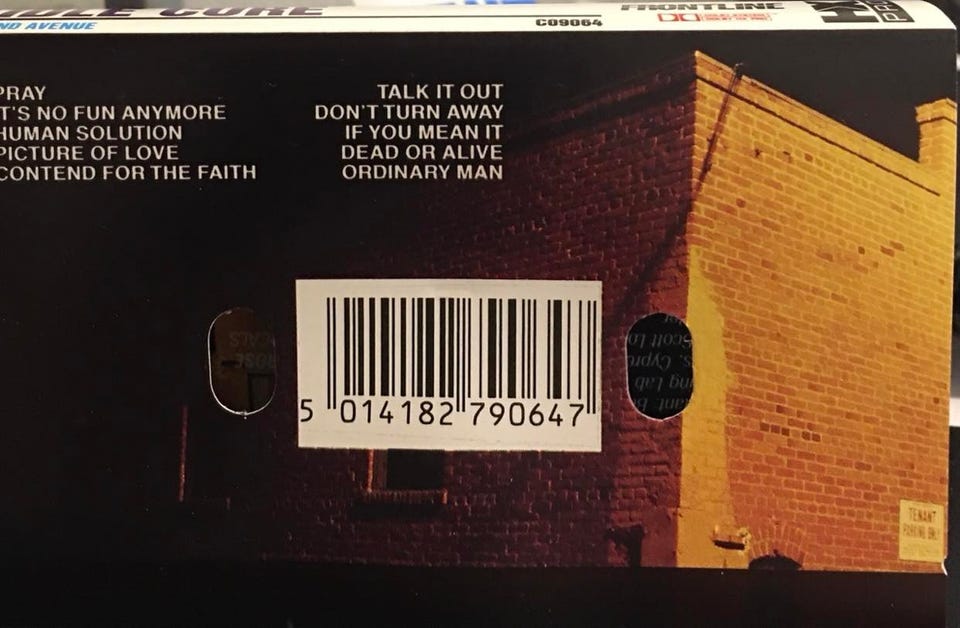 ND AVENUE
C09064
FRONTLINE
PRAY
T'S NO FUN ANYMORE
HUMAN SOLUTION
PICTURE OF LOVE
CONTEND FOR THE FAITH
TALK IT OUT
DON'T TURN AWAY
IF YOU MEAN IT
DEAD OR ALIVE
ORDINARY MAN
5 014182 790647
TENANT
PARKING ONLY